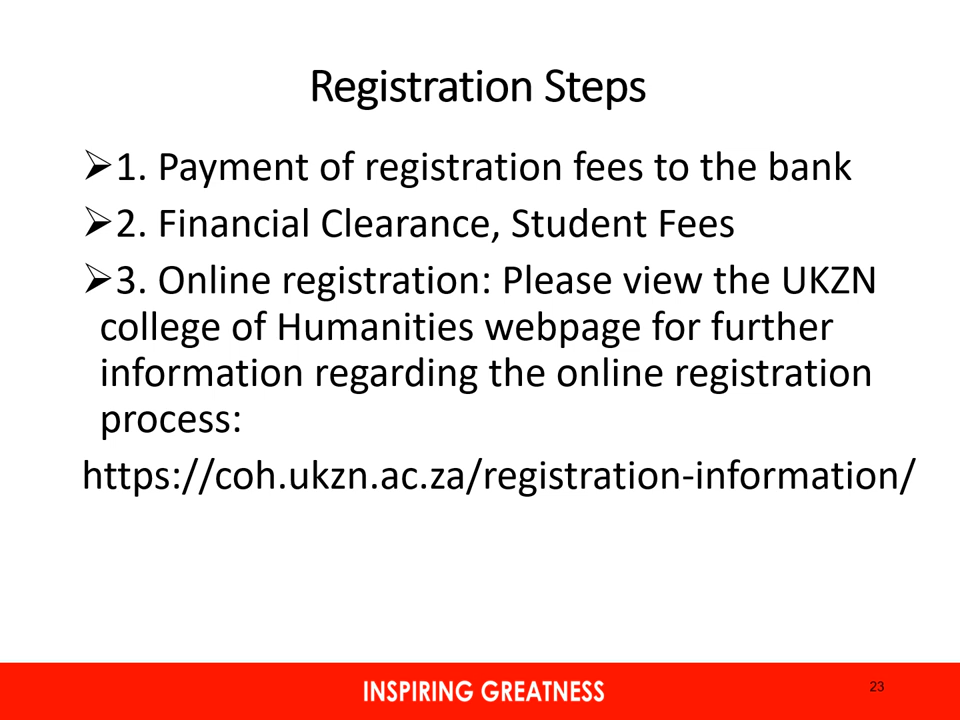 Registration Steps
➢1. Payment of registration fees to the bank
➢2. Financial Clearance, Student Fees
➢3. Online registration: Please view the UKZN
college of Humanities webpage for further
information regarding the online registration
process:
https://coh.ukzn.ac.za/registration-information/
INSPIRING GREATNESS
23